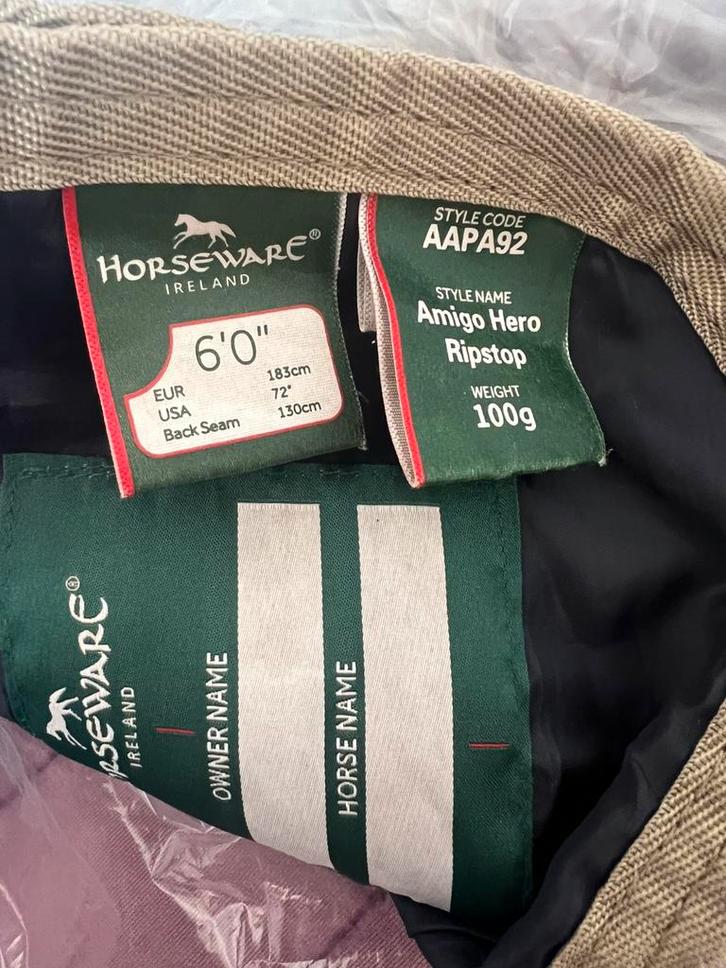 HORSEWARE®
IRELAND
6'0"
EUR 183cm
USA 72"
Back Seam 130cm
STYLE CODE
AAPA92
STYLE NAME
Amigo Hero
Ripstop
WEIGHT
100g
ORSEWARE®
IRELAND
OWNER NAME
HORSE NAME